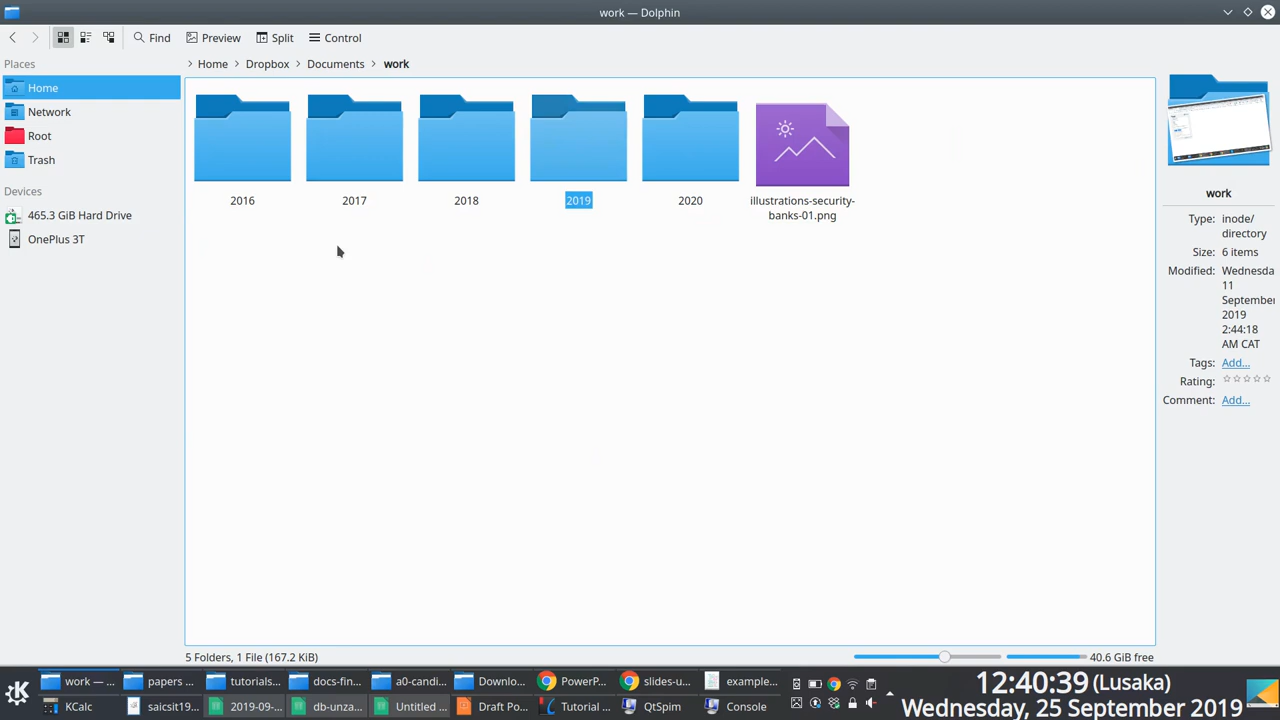 work — Dolphin
Find
Preview
Split
Control
Places
Home
Network
Root
Trash
Devices
465.3 GiB Hard Drive
OnePlus 3T
Home
Dropbox
Documents
work
2016
2017
2018
2019
2020
illustrations-security-
banks-01.png
work
Type: inode/
directory
Size: 6 items
Modified: Wednesda
11
September
2019
2:44:18
AM CAT
Tags: Add...
Rating:
Comment: Add...
5 Folders, 1 File (167.2 KiB)
40.6 GiB free
work — ...
papers ...
tutorials...
docs-fin...
a0-candi...
Downlo...
PowerP...
slides-u...
example...
KCalc
saicsit19...
2019-09-...
db-unza...
Untitled ...
Draft Po...
Tutorial ...
QtSpim
Console
12:40:39 (Lusaka)
Wednesday, 25 September 2019